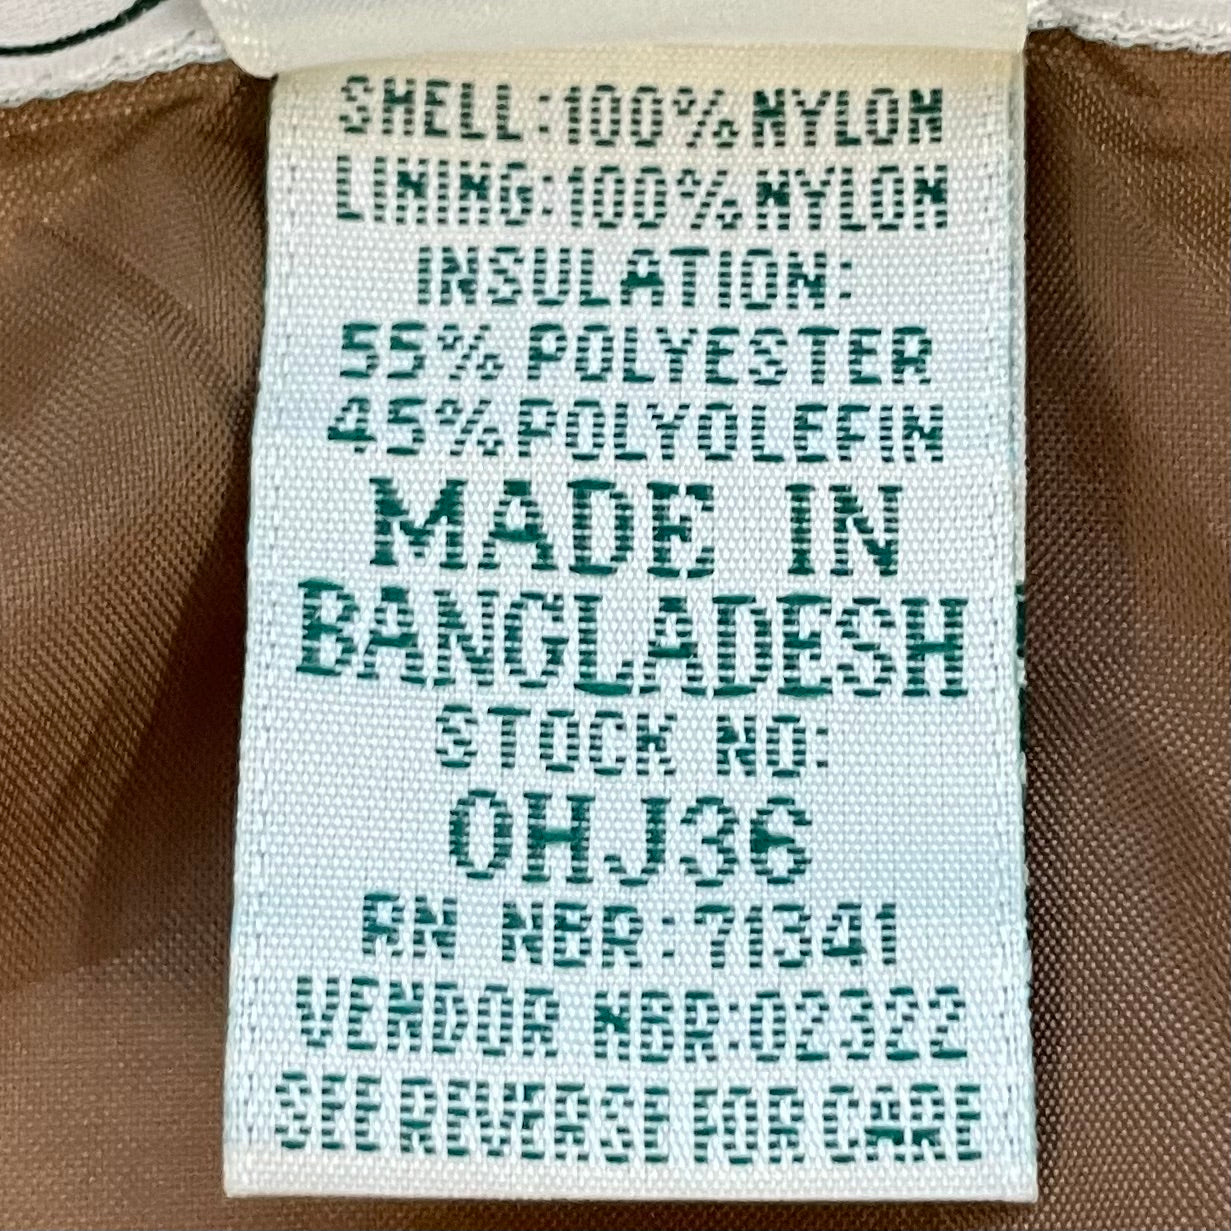 SHELL:100%NYLON
LINING:100%NYLON
INSULATION:
55% POLYESTER
45%POLYOLEFIN
MADE IN
BANGLADESH
STOCK NO:
OHJ36
RN NBR:71341
VENDOR NBR:02322
SEE REVERSE FOR CARE